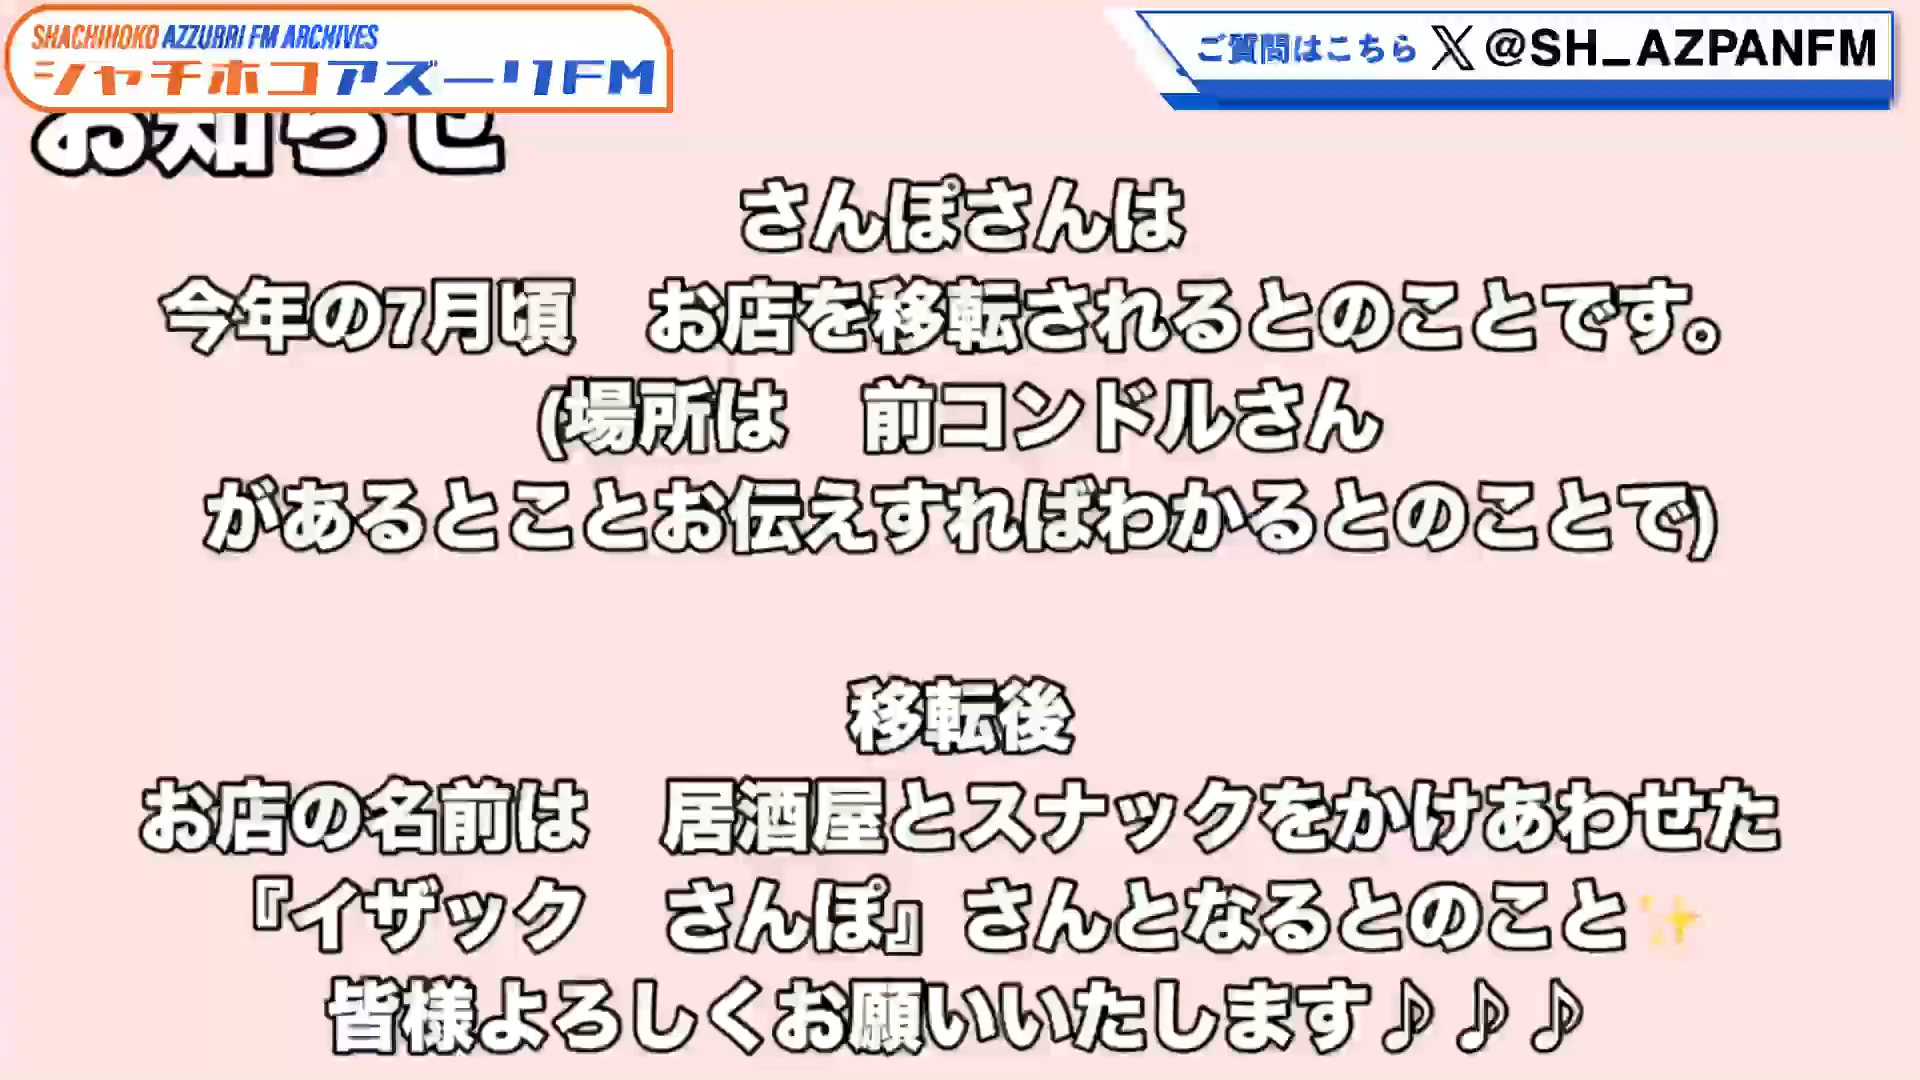 SHACHIHOKO AZZURRI FM ARCHIVES
シャチホコアズーリFM
ご質問はこちら X @SH_AZPANFM
お知らせ
さんぽさんは
今年の7月頃　お店を移転されるとのことです。
(場所は　前コンドルさん
があるとことお伝えすればわかるとのことで)
移転後
お店の名前は　居酒屋とスナックをかけあわせた
『イザック　さんぽ』さんとなるとのこと✨
皆様よろしくお願いいたします♪♪♪